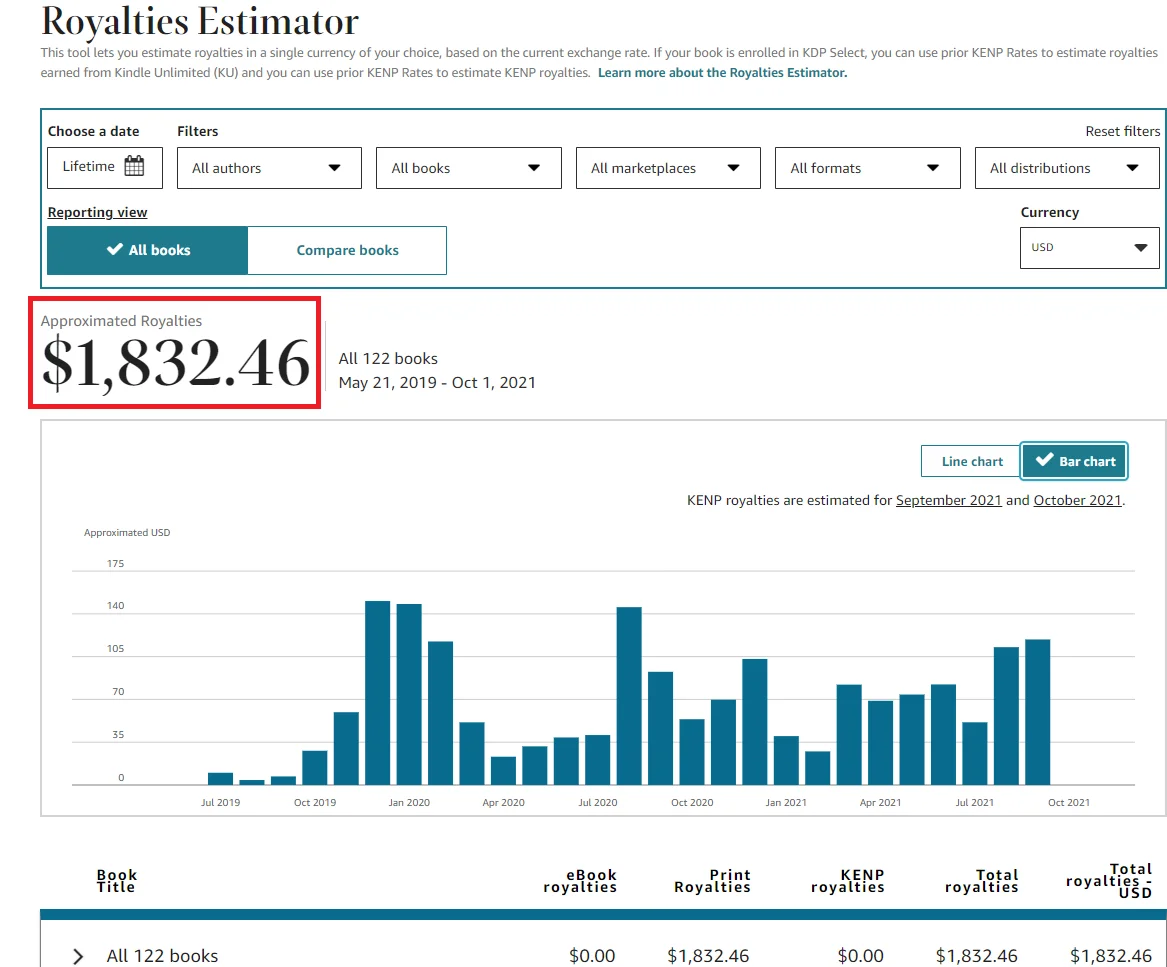 Royalties Estimator
This tool lets you estimate royalties in a single currency of your choice, based on the current exchange rate. If your book is enrolled in KDP Select, you can use prior KENP Rates to estimate royalties
earned from Kindle Unlimited (KU) and you can use prior KENP Rates to estimate KENP royalties. Learn more about the Royalties Estimator.
Choose a date Filters Reset filters
Lifetime All authors All books All marketplaces All formats All distributions
Reporting view Currency
All books Compare books USD
Approximated Royalties
$1,832.46
All 122 books
May 21, 2019 - Oct 1, 2021
Line chart Bar chart
KENP royalties are estimated for September 2021 and October 2021.
Approximated USD
175
140
105
70
35
0
Jul 2019 Oct 2019 Jan 2020 Apr 2020 Jul 2020 Oct 2020 Jan 2021 Apr 2021 Jul 2021 Oct 2021
Book Title eBook royalties Print Royalties KENP royalties Total royalties Total royalties - USD
All 122 books $0.00 $1,832.46 $0.00 $1,832.46 $1,832.46